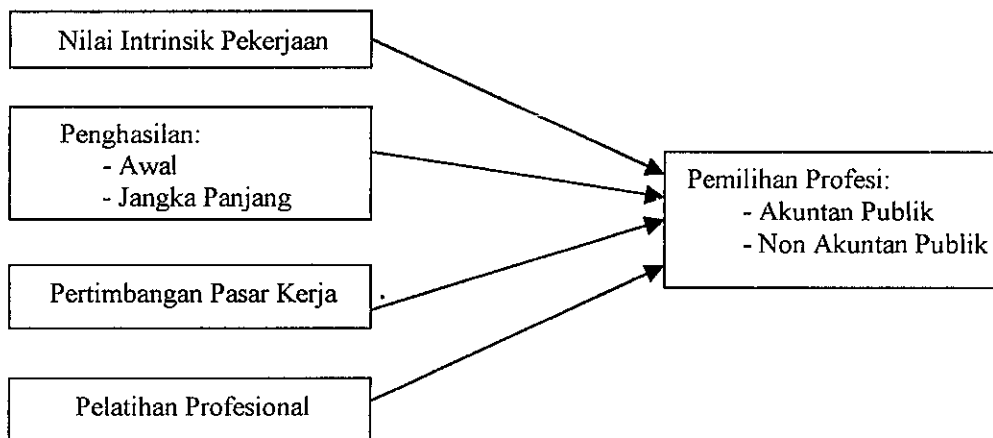 Nilai Intrinsik Pekerjaan
Penghasilan:
- Awal
- Jangka Panjang
Pertimbangan Pasar Kerja
Pelatihan Profesional
Pemilihan Profesi:
- Akuntan Publik
- Non Akuntan Publik